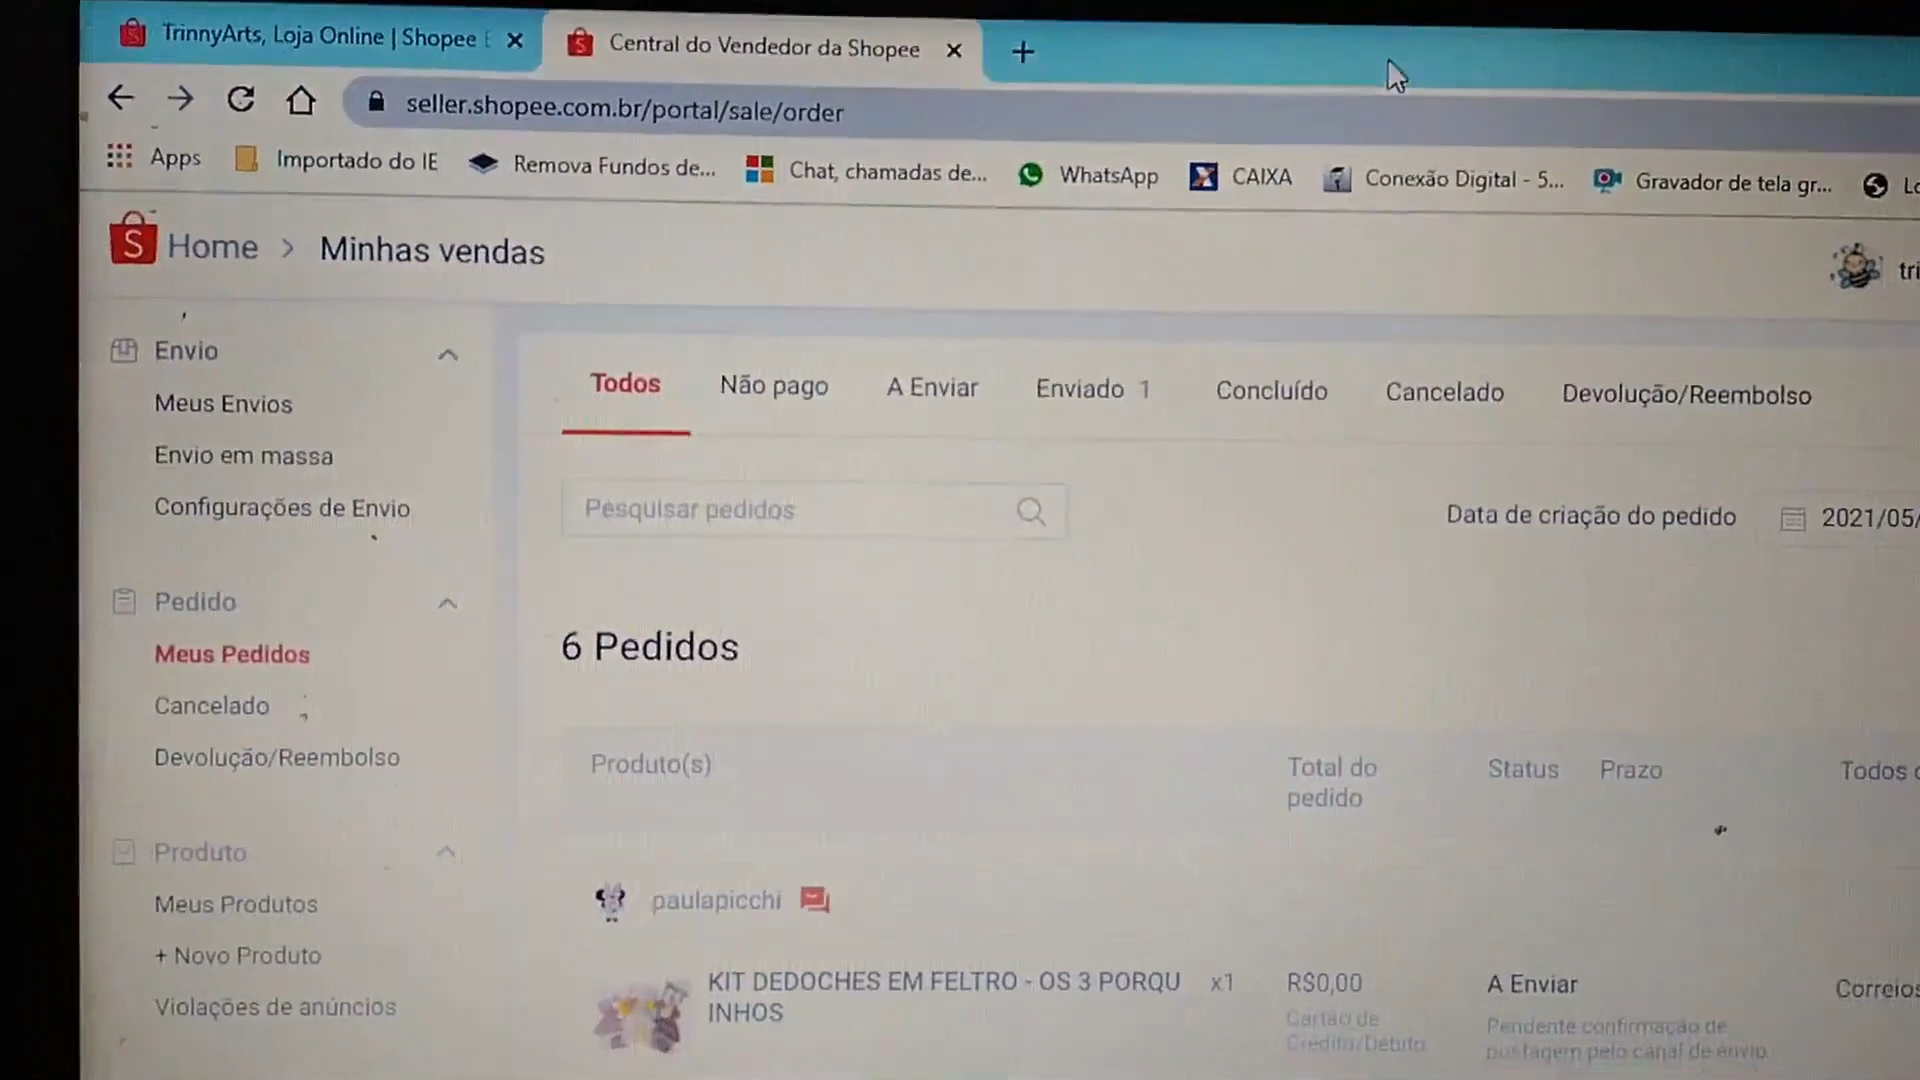 TrinnyArts, Loja Online | Shopee
Central do Vendedor da Shopee
seller.shopee.com.br/portal/sale/order
Apps
Importado do IE
Remova Fundos de...
Chat, chamadas de...
WhatsApp
CAIXA
Conexão Digital - 5...
Gravador de tela gr...
Home > Minhas vendas
Envio
Meus Envios
Envio em massa
Configurações de Envio
Pedido
Meus Pedidos
Cancelado
Devolução/Reembolso
Produto
Meus Produtos
+ Novo Produto
Violações de anúncios
Todos
Não pago
A Enviar
Enviado 1
Concluído
Cancelado
Devolução/Reembolso
Pesquisar pedidos
Data de criação do pedido
2021/05/
6 Pedidos
Produto(s)
Total do
pedido
Status
Prazo
Todos
paulapicchi
KIT DEDOCHES EM FELTRO - OS 3 PORQU
INHOS
x1
R$0,00
Cartão de
Crédito/Débito
A Enviar
Pendente confirmação de
postagem pelo canal de envio
Correios